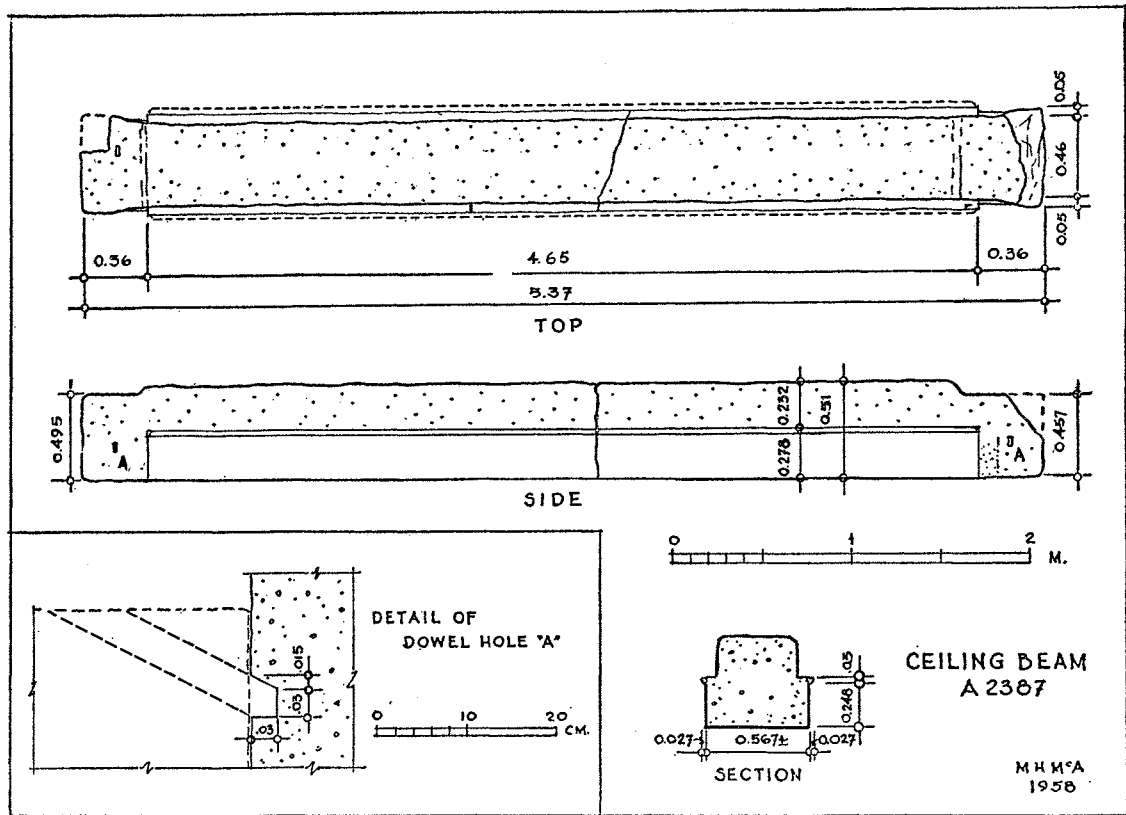 0.05
0.46
0.05
0.36
4.65
0.36
5.37
TOP
0.495
A
0.232
0.51
0.278
A
0.457
SIDE
0 1 2 M.
DETAIL OF
DOWEL HOLE "A"
.015
.03
.03
0 10 20 CM.
CEILING BEAM
A 2387
.03
0.248
0.027 0.567± 0.027
SECTION
M H McA
1958